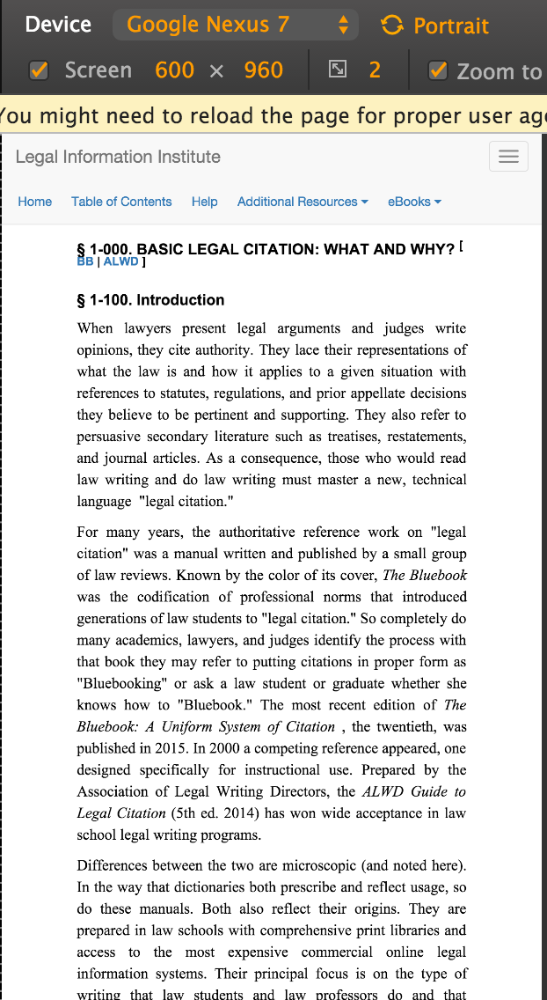 Device Google Nexus 7 Portrait
Screen 600 × 960 2 Zoom to
You might need to reload the page for proper user age
Legal Information Institute
Home Table of Contents Help Additional Resources eBooks
§ 1-000. BASIC LEGAL CITATION: WHAT AND WHY? [
BB | ALWD ]
§ 1-100. Introduction
When lawyers present legal arguments and judges write
opinions, they cite authority. They lace their representations of
what the law is and how it applies to a given situation with
references to statutes, regulations, and prior appellate decisions
they believe to be pertinent and supporting. They also refer to
persuasive secondary literature such as treatises, restatements,
and journal articles. As a consequence, those who would read
law writing and do law writing must master a new, technical
language "legal citation."
For many years, the authoritative reference work on "legal
citation" was a manual written and published by a small group
of law reviews. Known by the color of its cover, The Bluebook
was the codification of professional norms that introduced
generations of law students to "legal citation." So completely do
many academics, lawyers, and judges identify the process with
that book they may refer to putting citations in proper form as
"Bluebooking" or ask a law student or graduate whether she
knows how to "Bluebook." The most recent edition of The
Bluebook: A Uniform System of Citation , the twentieth, was
published in 2015. In 2000 a competing reference appeared, one
designed specifically for instructional use. Prepared by the
Association of Legal Writing Directors, the ALWD Guide to
Legal Citation (5th ed. 2014) has won wide acceptance in law
school legal writing programs.
Differences between the two are microscopic (and noted here).
In the way that dictionaries both prescribe and reflect usage, so
do these manuals. Both also reflect their origins. They are
prepared in law schools with comprehensive print libraries and
access to the most expensive commercial online legal
information systems. Their principal focus is on the type of
writing that law students and law professors do and that